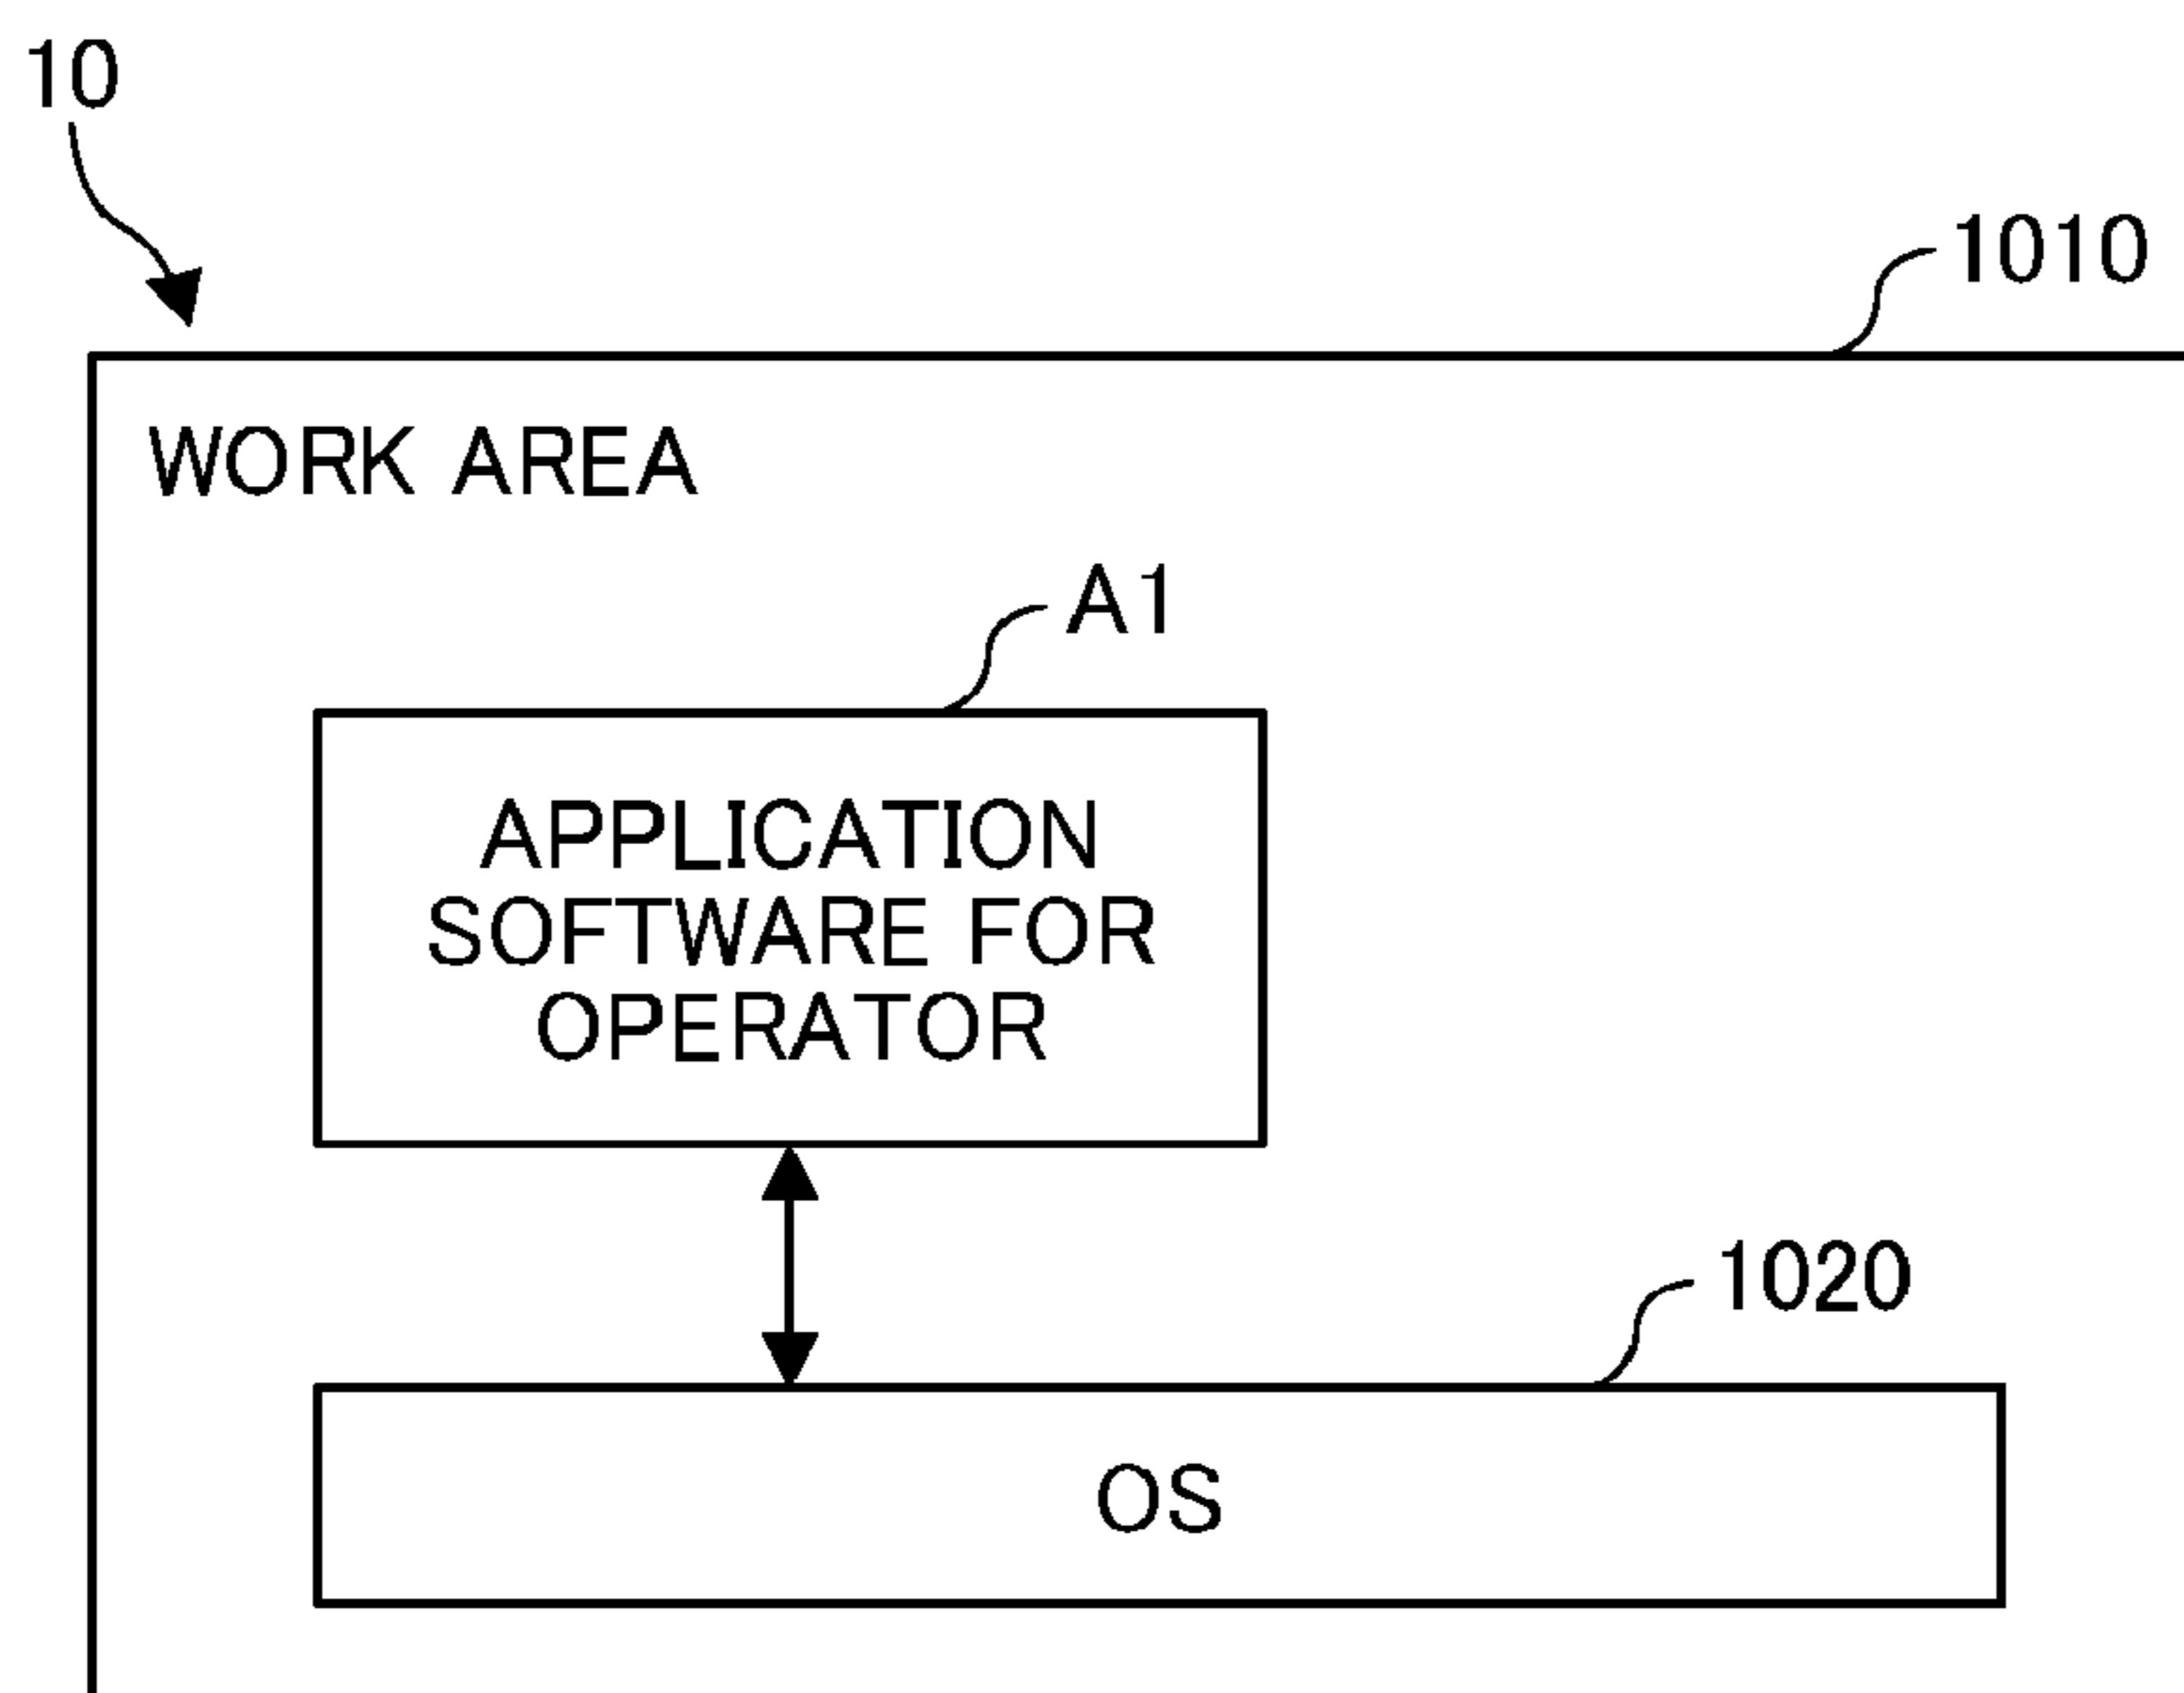 10
1010
WORK AREA
A1
APPLICATION
SOFTWARE FOR
OPERATOR
1020
OS